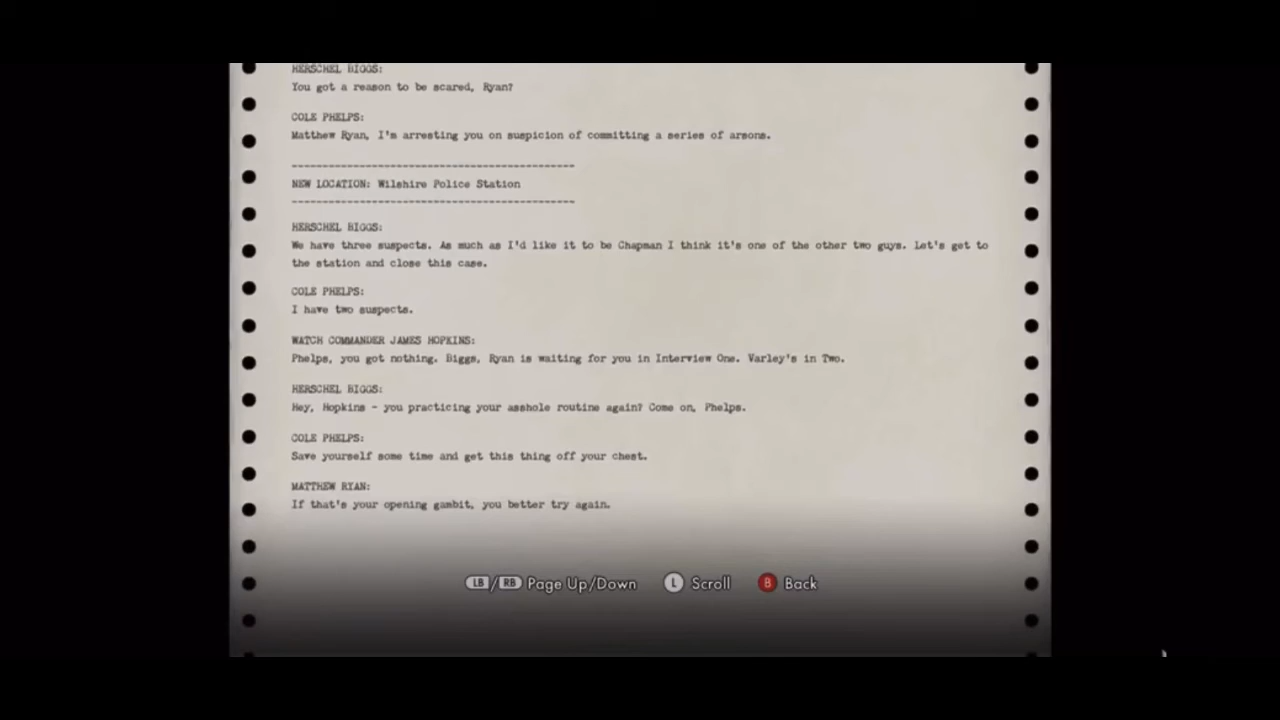 HERSCHEL BIGGS:
You got a reason to be scared, Ryan?
COLE PHELPS:
Matthew Ryan, I'm arresting you on suspicion of committing a series of arsons.
---------------------------------------------
NEW LOCATION: Wilshire Police Station
---------------------------------------------
HERSCHEL BIGGS:
We have three suspects. As much as I'd like it to be Chapman I think it's one of the other two guys. Let's get to
the station and close this case.
COLE PHELPS:
I have two suspects.
WATCH COMMANDER JAMES HOPKINS:
Phelps, you got nothing. Biggs, Ryan is waiting for you in Interview One. Varley's in Two.
HERSCHEL BIGGS:
Hey, Hopkins - you practicing your asshole routine again? Come on, Phelps.
COLE PHELPS:
Save yourself some time and get this thing off your chest.
MATTHEW RYAN:
If that's your opening gambit, you better try again.
LB/RB Page Up/Down L Scroll B Back